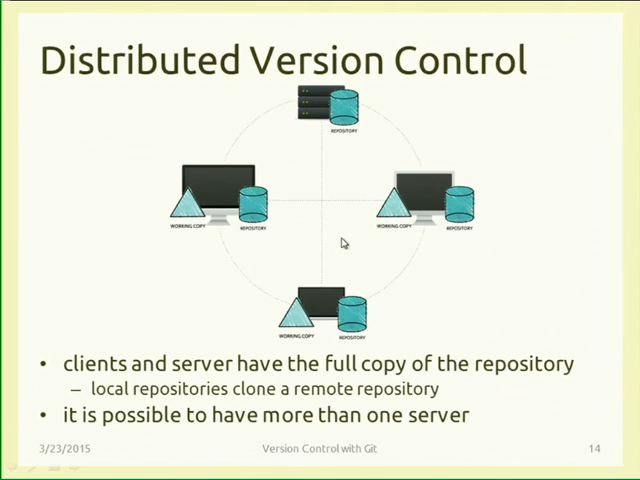 Distributed Version Control
REPOSITORY
WORKING COPY
REPOSITORY
WORKING COPY
REPOSITORY
WORKING COPY
REPOSITORY
• clients and server have the full copy of the repository
– local repositories clone a remote repository
• it is possible to have more than one server
3/23/2015
Version Control with Git
14